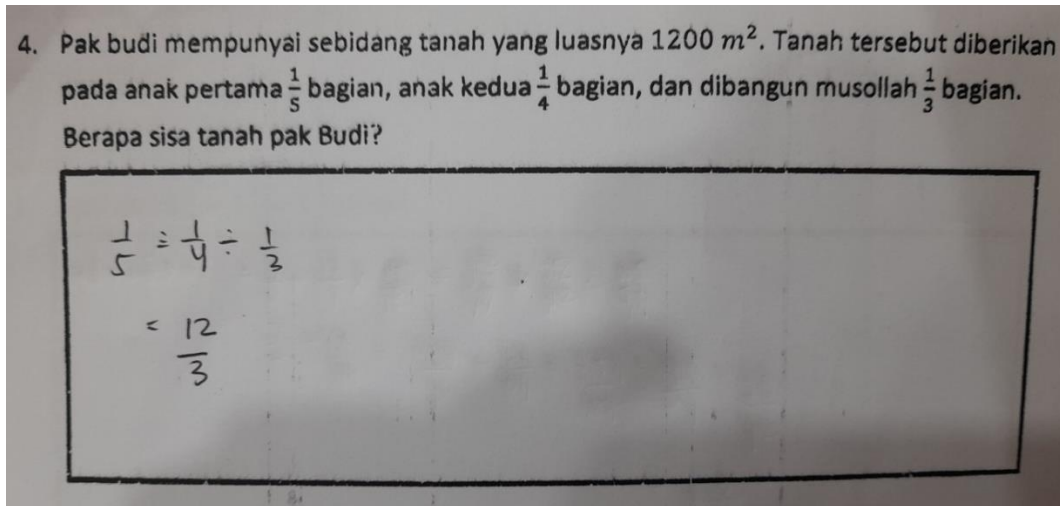 4. Pak budi mempunyai sebidang tanah yang luasnya 1200 m². Tanah tersebut diberikan
pada anak pertama 1/5 bagian, anak kedua 1/4 bagian, dan dibangun musollah 1/3 bagian.
Berapa sisa tanah pak Budi?
1/5 ÷ 1/4 ÷ 1/3
= 12/3